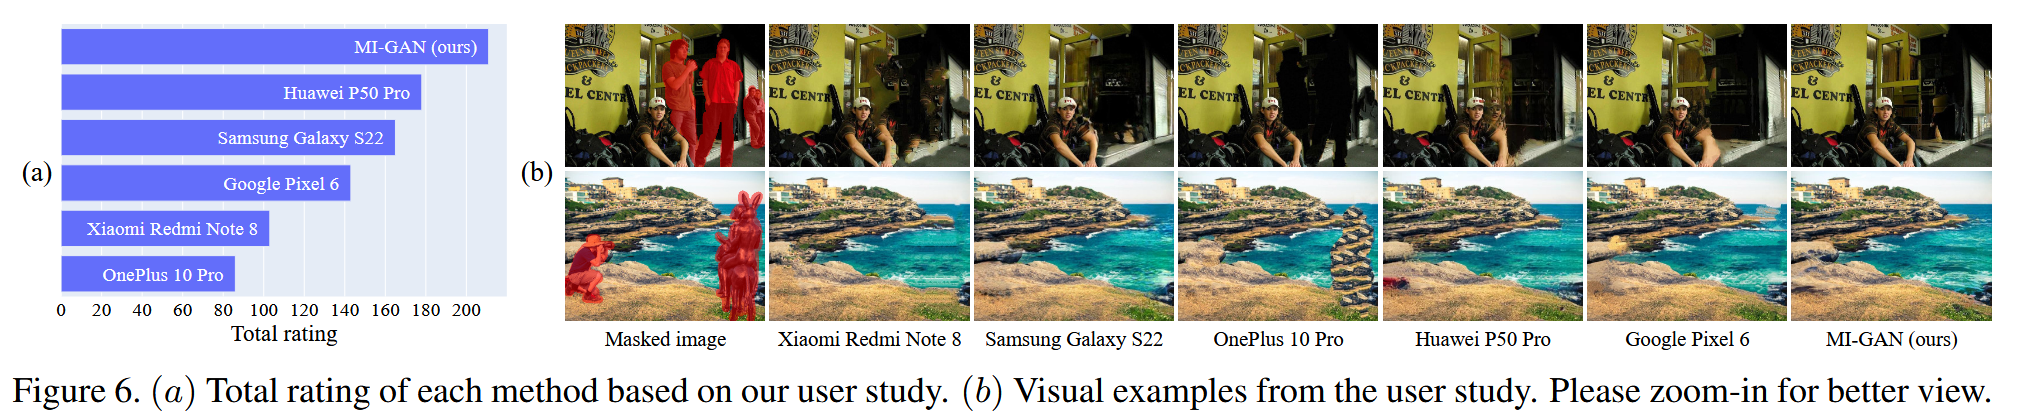 (a)
MI-GAN (ours)
Huawei P50 Pro
Samsung Galaxy S22
Google Pixel 6
Xiaomi Redmi Note 8
OnePlus 10 Pro
0 20 40 60 80 100 120 140 160 180 200
Total rating
(b)
CKPACKER
&
EL CENTR
Masked image
Xiaomi Redmi Note 8
Samsung Galaxy S22
OnePlus 10 Pro
Huawei P50 Pro
Google Pixel 6
MI-GAN (ours)
Figure 6. (a) Total rating of each method based on our user study. (b) Visual examples from the user study. Please zoom-in for better view.